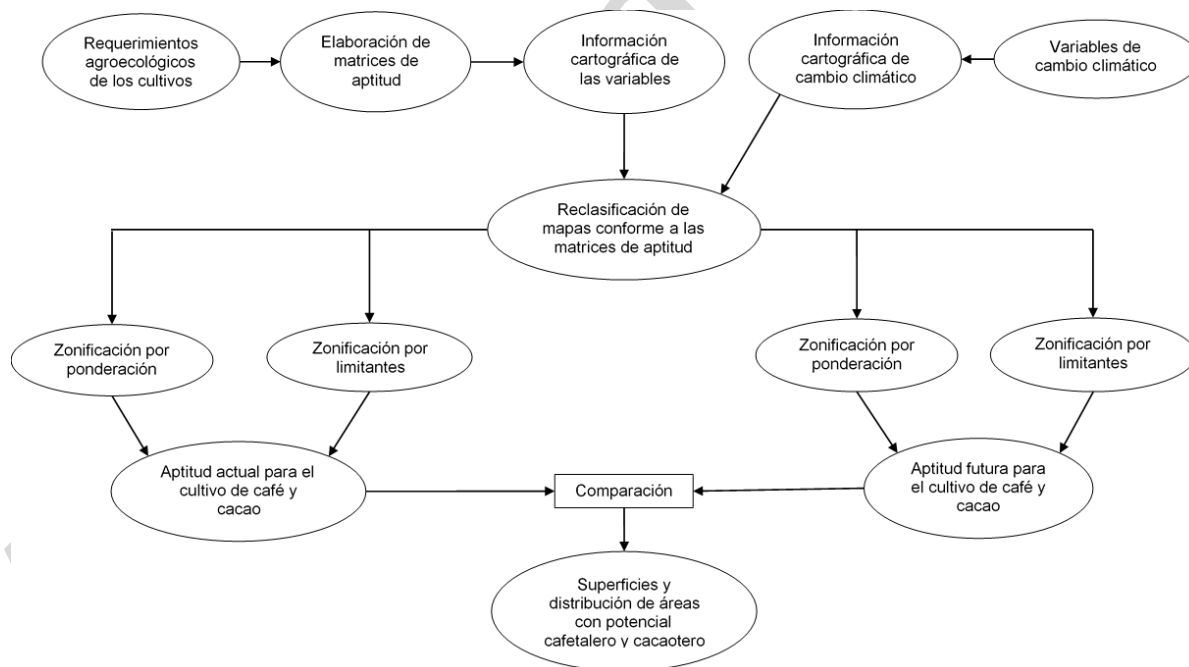 Requerimientos
agroecológicos
de los cultivos
Elaboración de
matrices de
aptitud
Información
cartográfica de
las variables
Información
cartográfica de
cambio climático
Variables de
cambio climático
Reclasificación de
mapas conforme a las
matrices de aptitud
Zonificación por
ponderación
Zonificación por
limitantes
Zonificación por
ponderación
Zonificación por
limitantes
Aptitud actual para el
cultivo de café y
cacao
Comparación
Aptitud futura para
el cultivo de café y
cacao
Superficies y
distribución de áreas
con potencial
cafetalero y cacaotero